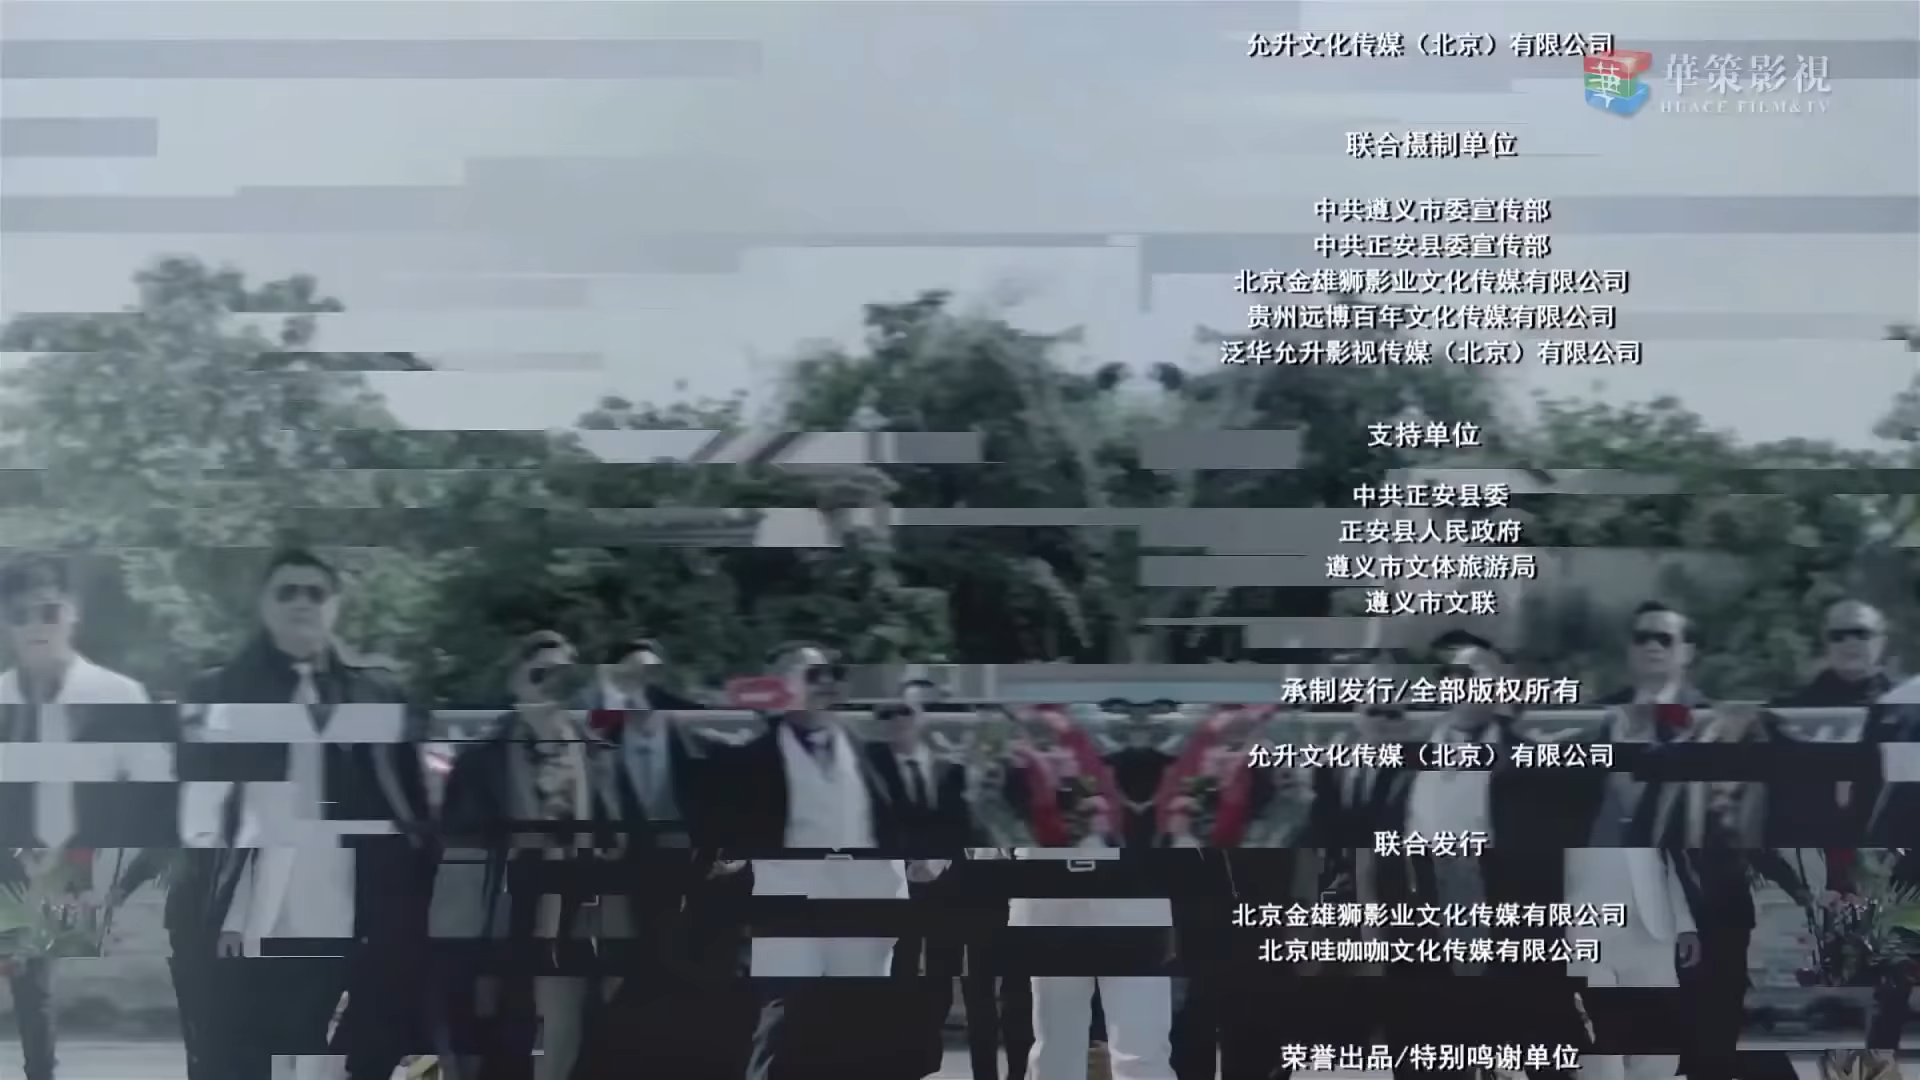 允升文化传媒（北京）有限公司
華策影視
HUACE FILM&TV
联合摄制单位
中共遵义市委宣传部
中共正安县委宣传部
北京金雄狮影业文化传媒有限公司
贵州远博百年文化传媒有限公司
泛华允升影视传媒（北京）有限公司
支持单位
中共正安县委
正安县人民政府
遵义市文体旅游局
遵义市文联
承制发行/全部版权所有
允升文化传媒（北京）有限公司
联合发行
北京金雄狮影业文化传媒有限公司
北京哇咖咖文化传媒有限公司
荣誉出品/特别鸣谢单位